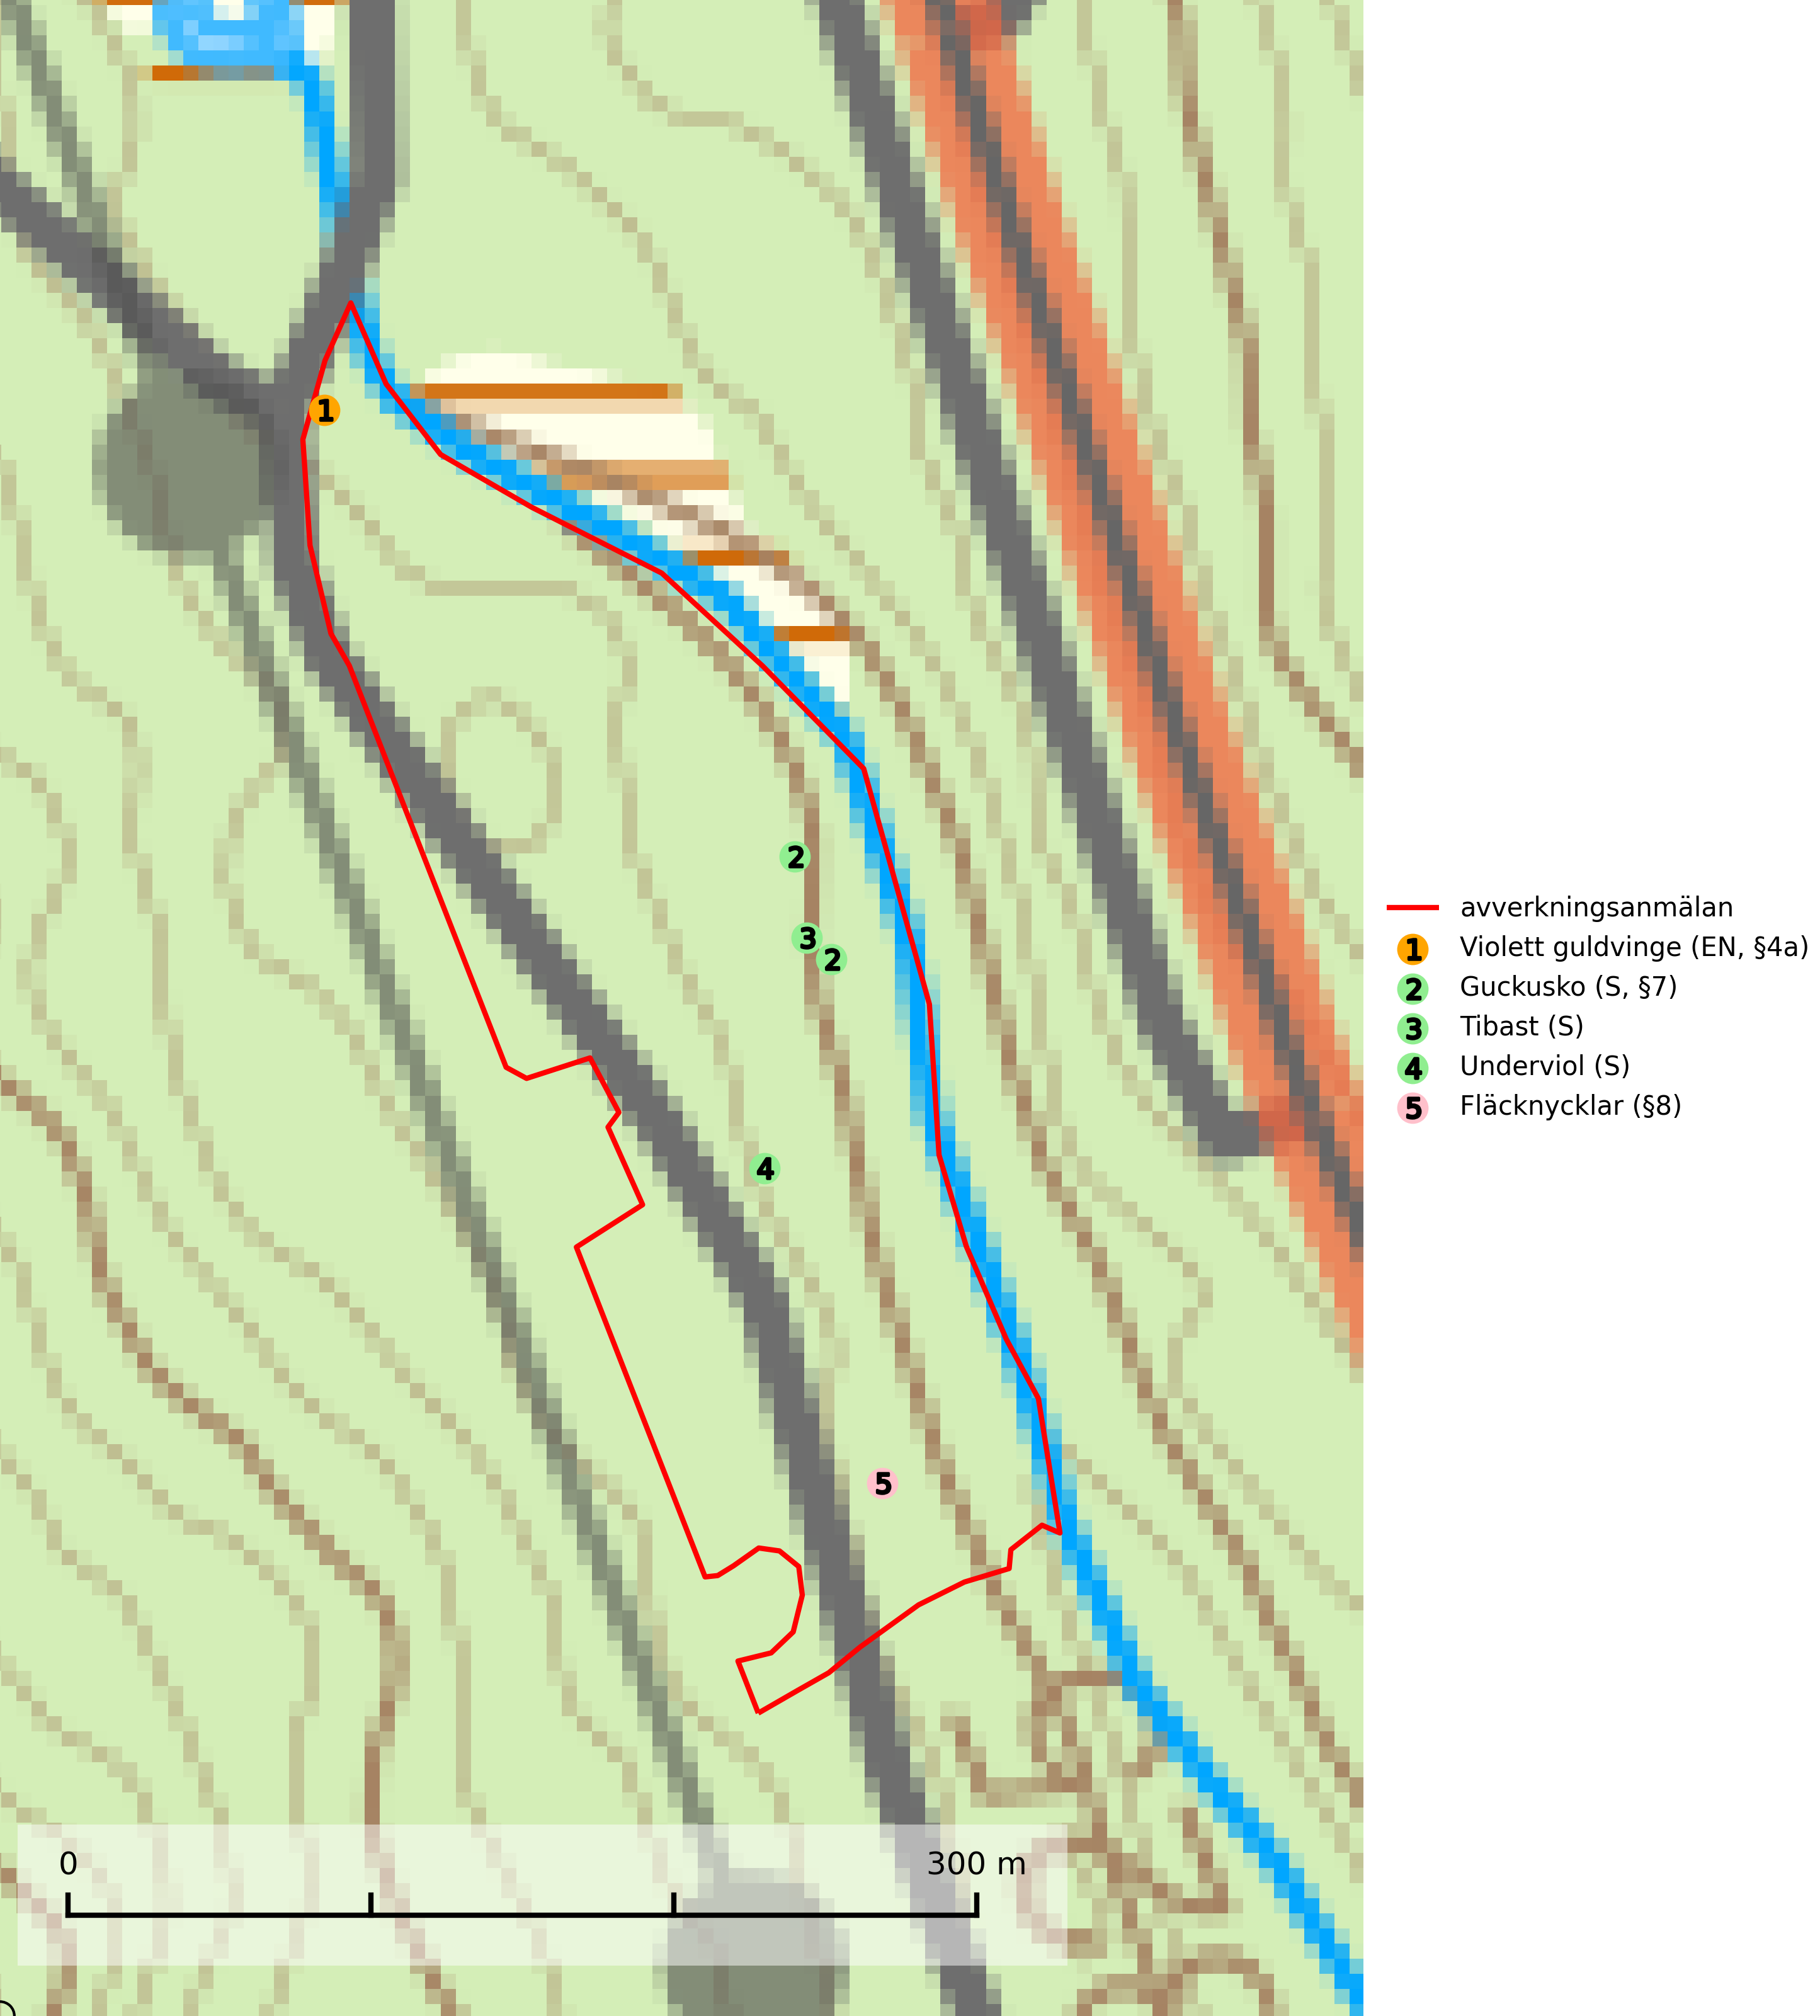 1
2
3
2
4
5
0
300 m
avverkningsanmälan
1 Violett guldvinge (EN, §4a)
2 Guckusko (S, §7)
3 Tibast (S)
4 Underviol (S)
5 Fläcknycklar (§8)